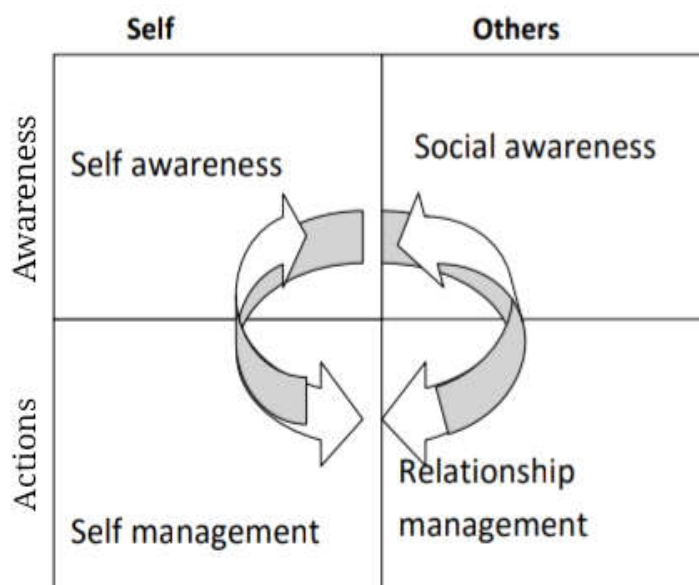 Self
Others
Awareness
Self awareness
Social awareness
Actions
Self management
Relationship
management